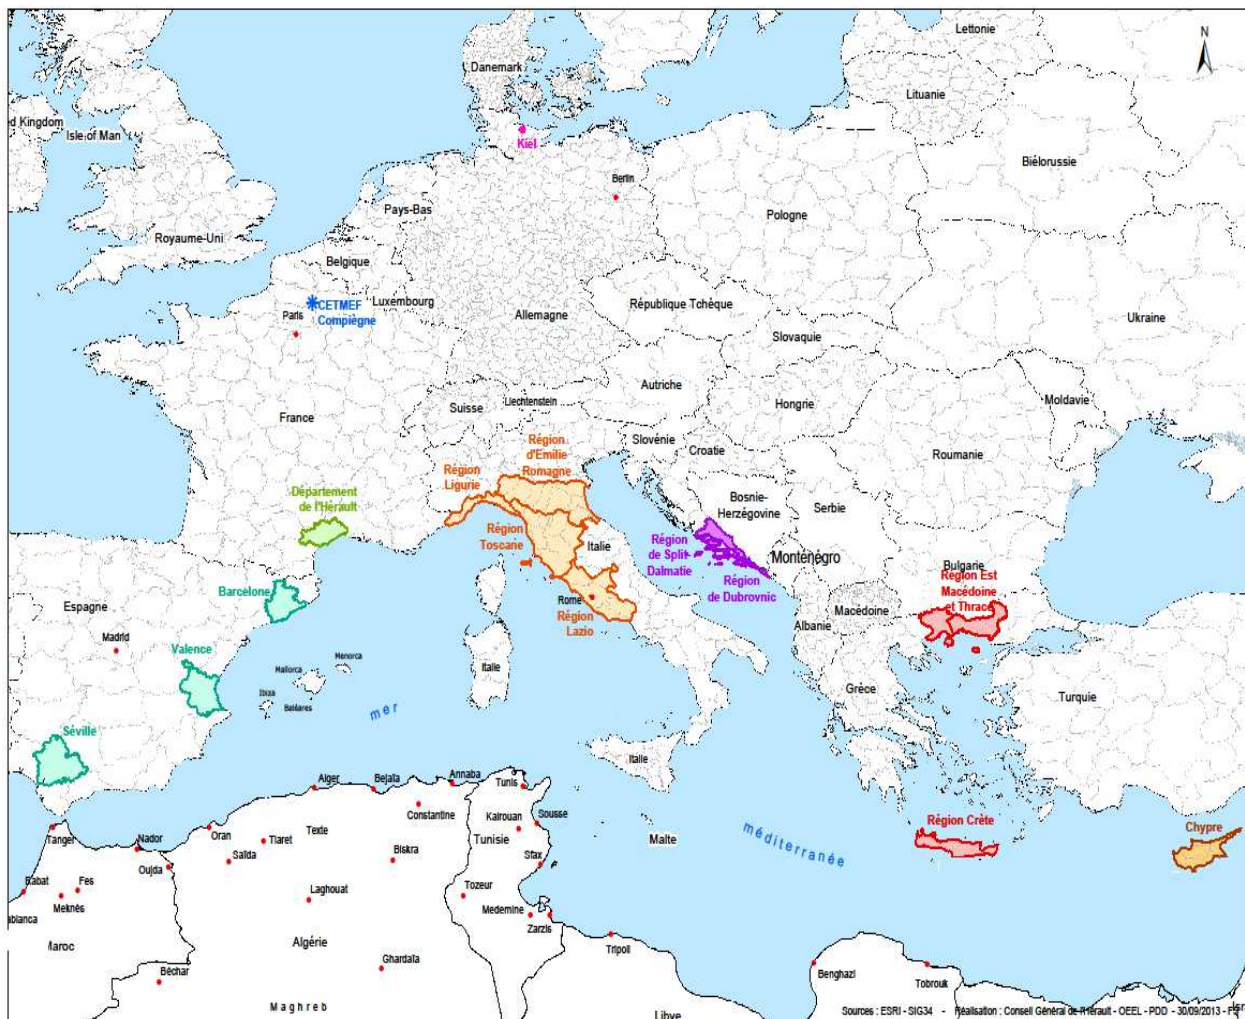 N
Lettonie
Danemark
Lituanie
ed Kingdom
Isle of Man
Kiel
Biélorussie
Berlin
Pays-Bas
Pologne
Royaume-Uni
Belgique
CETMEF
Compiègne
Luxembourg
Paris
République Tchèque
Allemagne
Ukraine
Slovaquie
Autriche
Moldavie
Suisse
Liechtenstein
Hongrie
France
Slovénie
Croatie
Roumanie
Région
d'Emilie
Romagne
Région
Ligurie
Département
de l'Hérault
Bosnie-
Herzégovine
Serbie
Région
Toscane
Italie
Région
de Split-
Dalmatie
Monténégro
Région
de Dubrovnic
Bulgarie
Région Est
Macédoine
et Thrace
Barcelone
Espagne
Rome
Région
Lazio
Macédoine
Albanie
Madrid
Valence
Menorca
Mallorca
Italie
Ibiza
Baléares
Grèce
Turquie
mer
Séville
Italie
Alger
Bejaïa
Annaba
Tunis
Constantine
Kairouan
Sousse
Tanger
Nador
Oran
Tiaret
Texte
Tunisie
Malte
méditerranée
Région Crète
Chypre
Oujda
Saïda
Biskra
Sfax
Rabat
Fes
Meknès
Laghouat
Tozeur
Medemine
Zarzis
ablanca
Maroc
Algérie
Tripoli
Ghardaïa
Béchar
Benghazi
Tobrouk
Maghreb
Libye
Sources : ESRI - SIG34 - Réalisation : Conseil Général de l'Hérault - OEEL - PDD - 30/09/2013 -